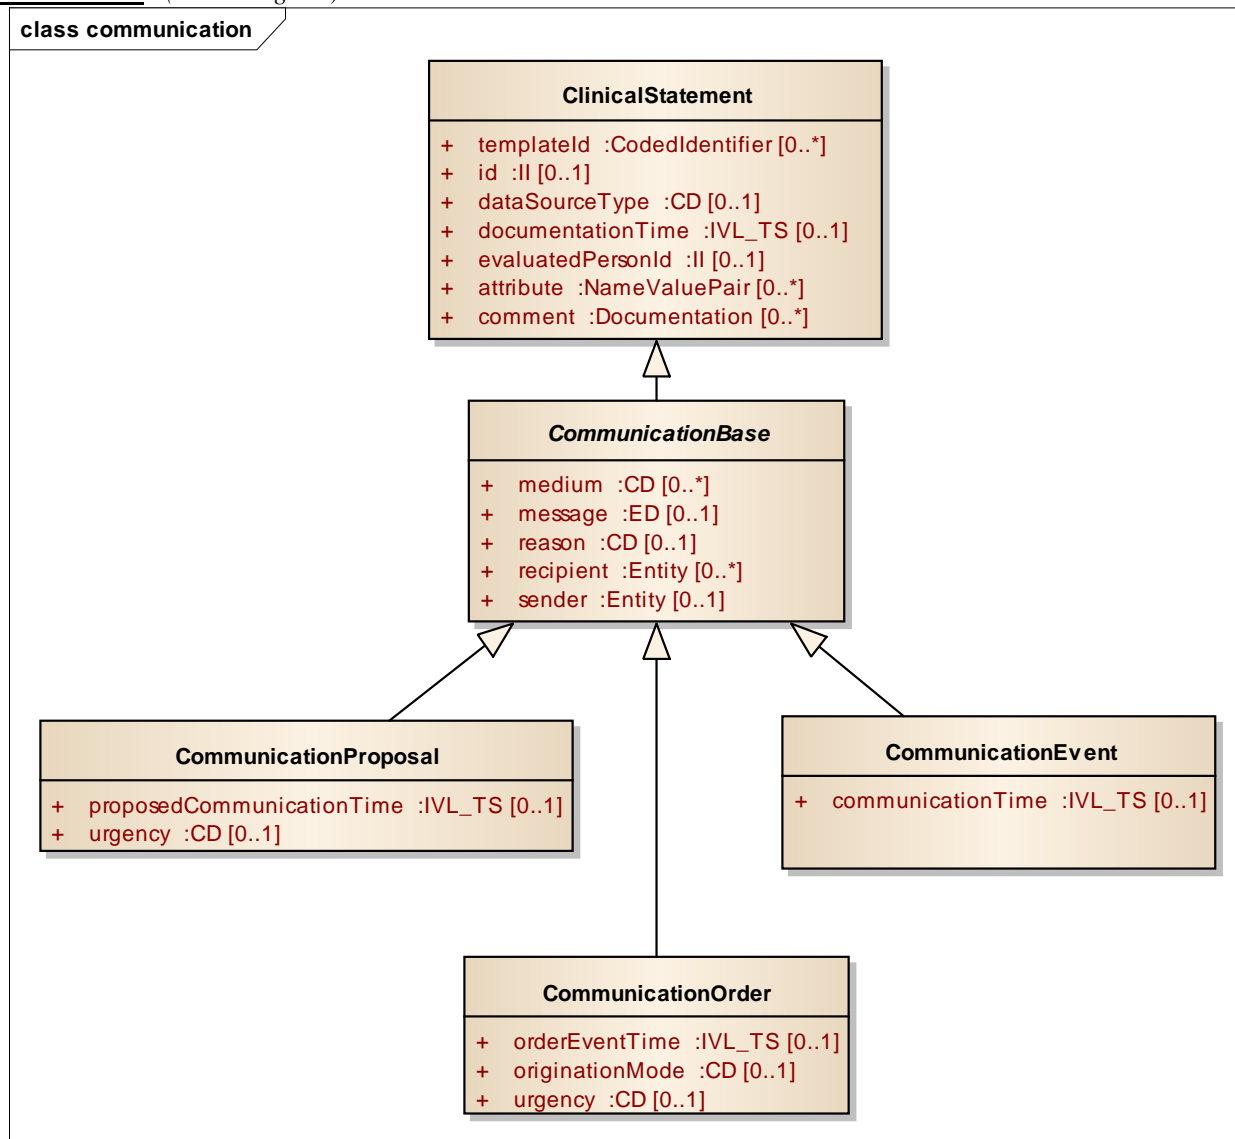 class communication
ClinicalStatement
+ templateId :CodedIdentifier [0..*]
+ id :II [0..1]
+ dataSourceType :CD [0..1]
+ documentationTime :IVL_TS [0..1]
+ evaluatedPersonId :II [0..1]
+ attribute :NameValuePair [0..*]
+ comment :Documentation [0..*]
CommunicationBase
+ medium :CD [0..*]
+ message :ED [0..1]
+ reason :CD [0..1]
+ recipient :Entity [0..*]
+ sender :Entity [0..1]
CommunicationProposal
+ proposedCommunicationTime :IVL_TS [0..1]
+ urgency :CD [0..1]
CommunicationEvent
+ communicationTime :IVL_TS [0..1]
CommunicationOrder
+ orderEventTime :IVL_TS [0..1]
+ originationMode :CD [0..1]
+ urgency :CD [0..1]